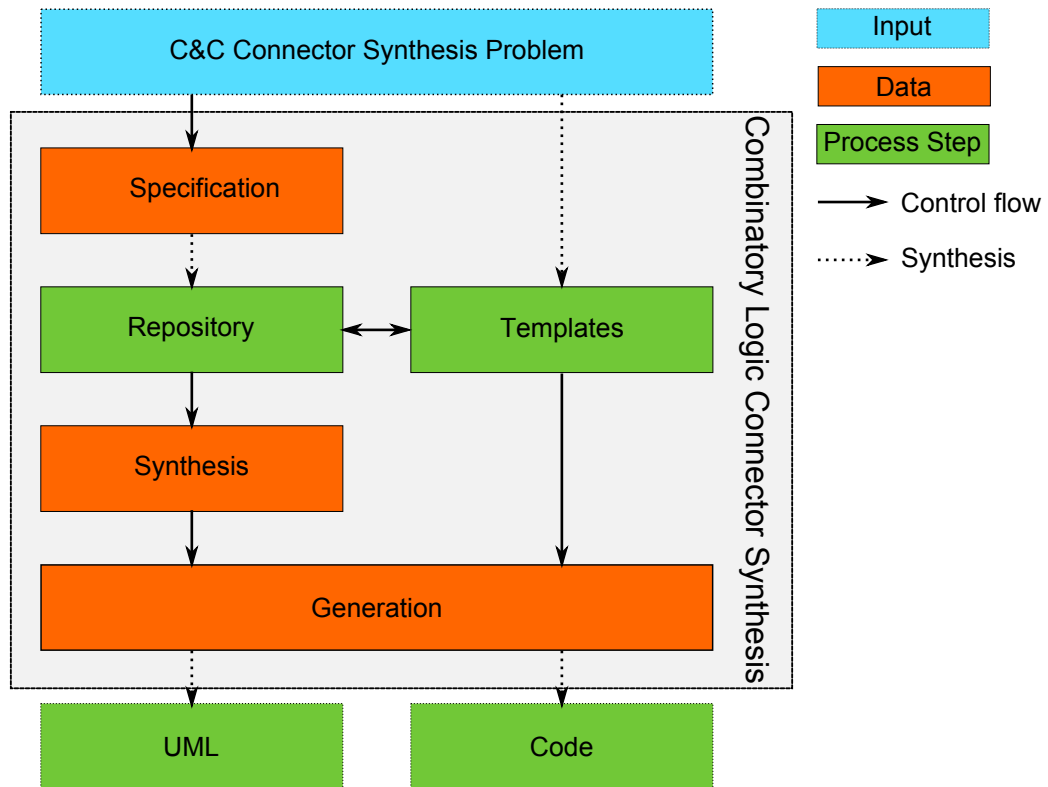 C&C Connector Synthesis Problem
Specification
Repository
Templates
Synthesis
Generation
UML
Code
Combinatory Logic Connector Synthesis
Input
Data
Process Step
Control flow
Synthesis